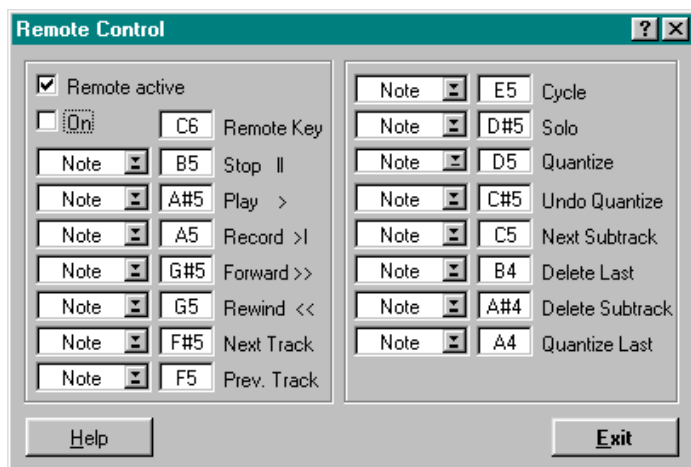 Remote Control ? X
Remote active
On C6 Remote Key
Note B5 Stop II
Note A#5 Play >
Note A5 Record >I
Note G#5 Forward >>
Note G5 Rewind <<
Note F#5 Next Track
Note F5 Prev. Track
Note E5 Cycle
Note D#5 Solo
Note D5 Quantize
Note C#5 Undo Quantize
Note C5 Next Subtrack
Note B4 Delete Last
Note A#4 Delete Subtrack
Note A4 Quantize Last
Help Exit